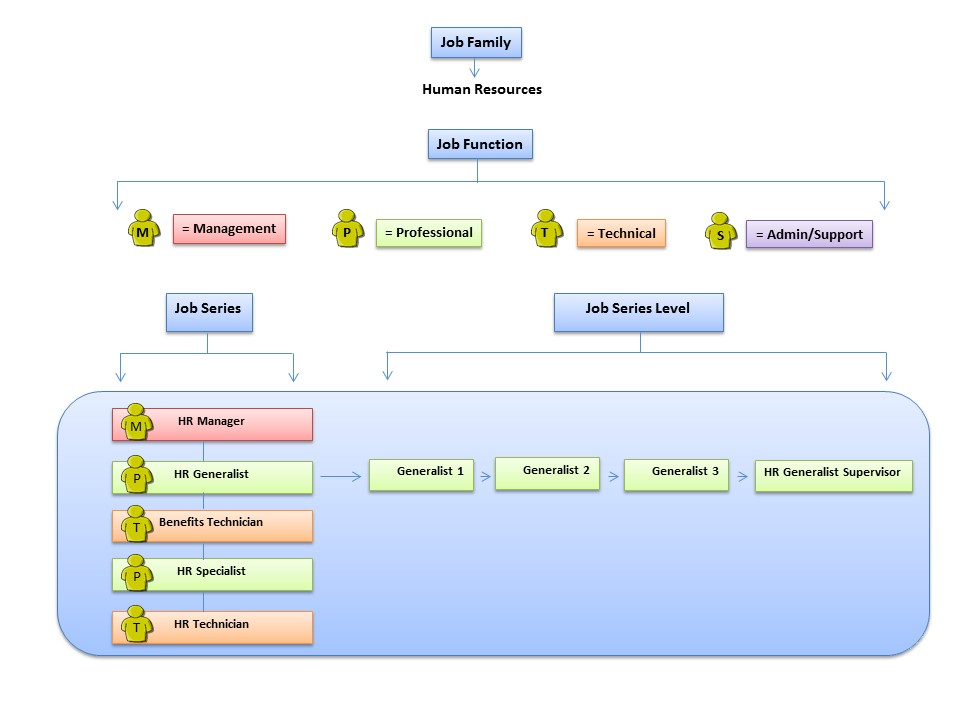 Job Family
Human Resources
Job Function
M = Management P = Professional T = Technical S = Admin/Support
Job Series Job Series Level
M HR Manager
P HR Generalist Generalist 1 Generalist 2 Generalist 3 HR Generalist Supervisor
T Benefits Technician
P HR Specialist
T HR Technician